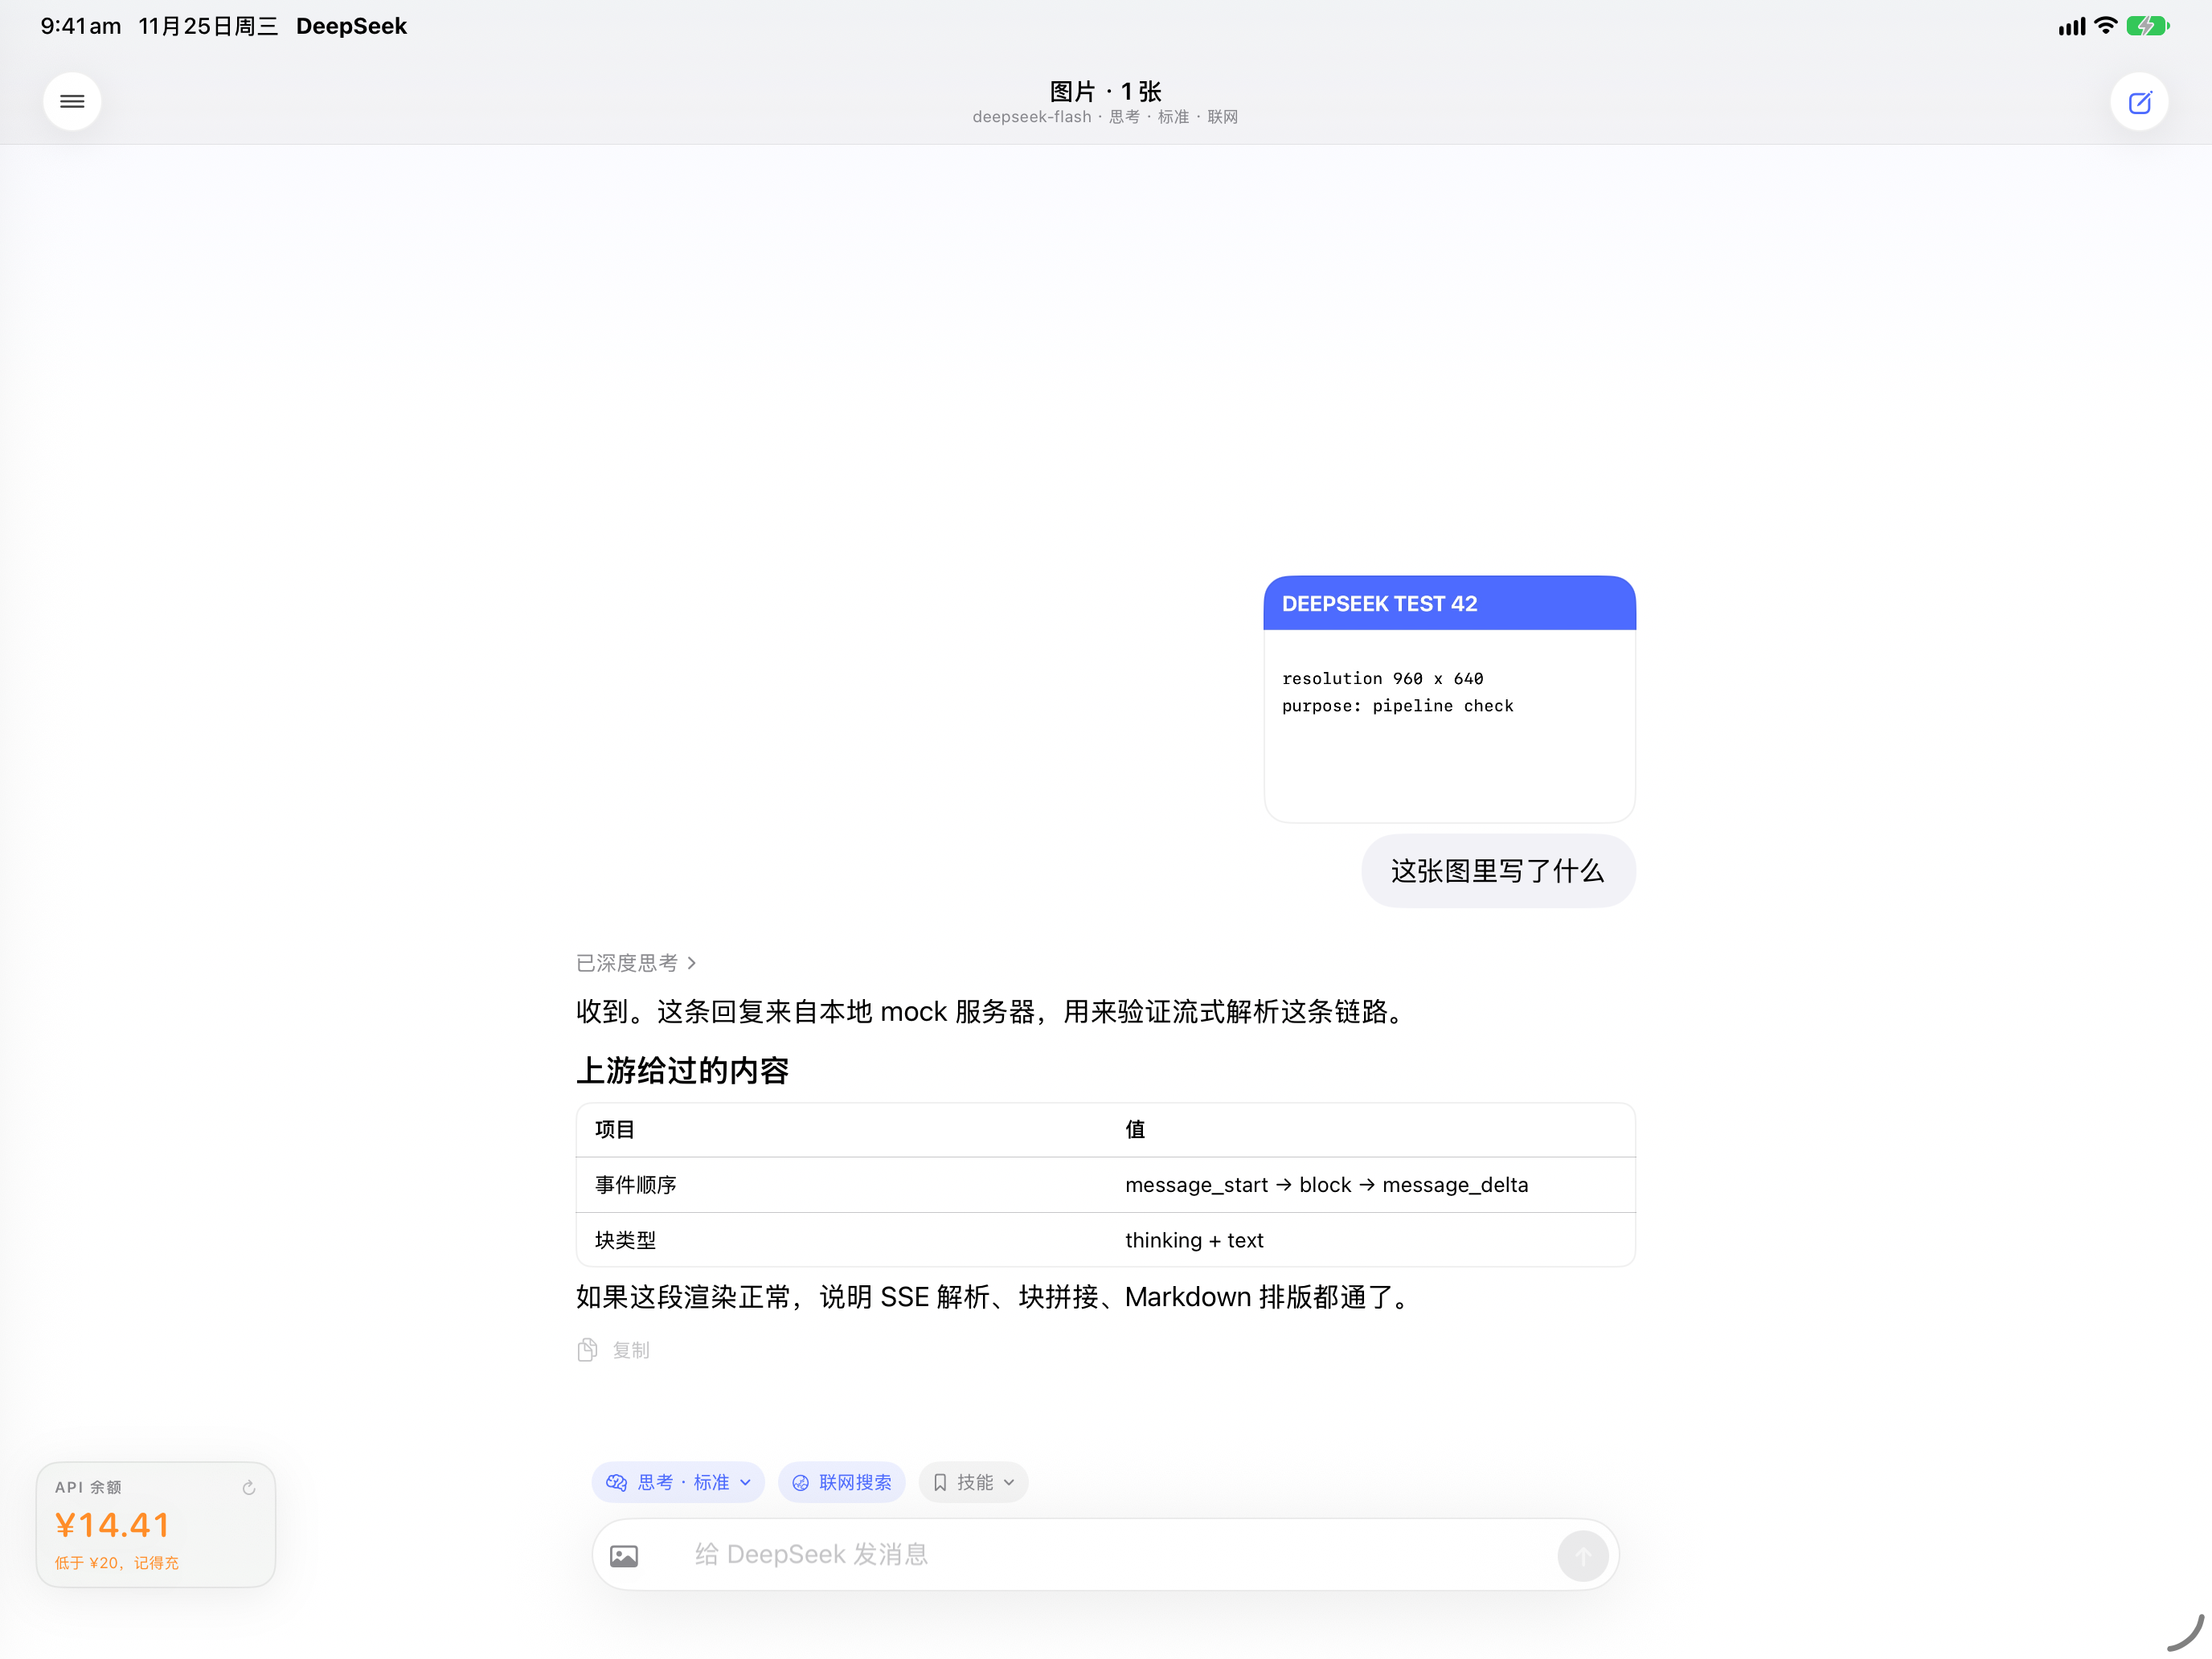 9:41 am 11月25日周三 DeepSeek
图片 · 1 张
deepseek-flash · 思考 · 标准 · 联网
DEEPSEEK TEST 42
resolution 960 x 640
purpose: pipeline check
这张图里写了什么
已深度思考
收到。这条回复来自本地 mock 服务器，用来验证流式解析这条链路。
上游给过的内容
项目 值
事件顺序 message_start → block → message_delta
块类型 thinking + text
如果这段渲染正常，说明 SSE 解析、块拼接、Markdown 排版都通了。
复制
API 余额
¥14.41
低于 ¥20，记得充
思考 · 标准 联网搜索 技能
给 DeepSeek 发消息